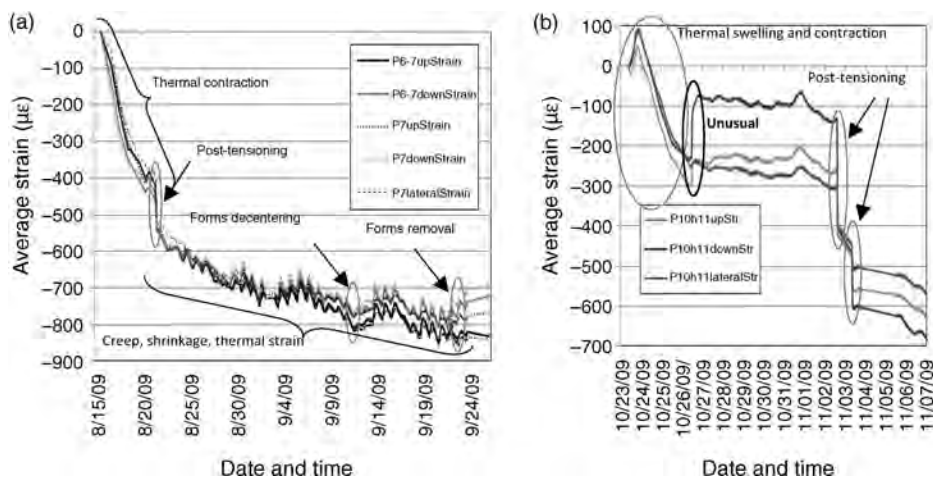 (a)
0
−100
−200
−300
−400
−500
−600
−700
−800
−900
Average strain (με)
Thermal contraction
Post-tensioning
Forms decentering
Forms removal
Creep, shrinkage, thermal strain
P6-7upStrain
P6-7downStrain
P7upStrain
P7downStrain
P7lateralStrain
8/15/09
8/20/09
8/25/09
8/30/09
9/4/09
9/9/09
9/14/09
9/19/09
9/24/09
Date and time
(b)
100
0
−100
−200
−300
−400
−500
−600
−700
Average strain (με)
Thermal swelling and contraction
Post-tensioning
Unusual
P10h11upStr
P10h11downStr
P10h11lateralStr
10/23/09
10/24/09
10/25/09
10/26/09/
10/27/09
10/28/09
10/29/09
10/30/09
10/31/09
11/01/09
11/02/09
11/03/09
11/04/09
11/05/09
11/06/09
11/07/09
Date and time